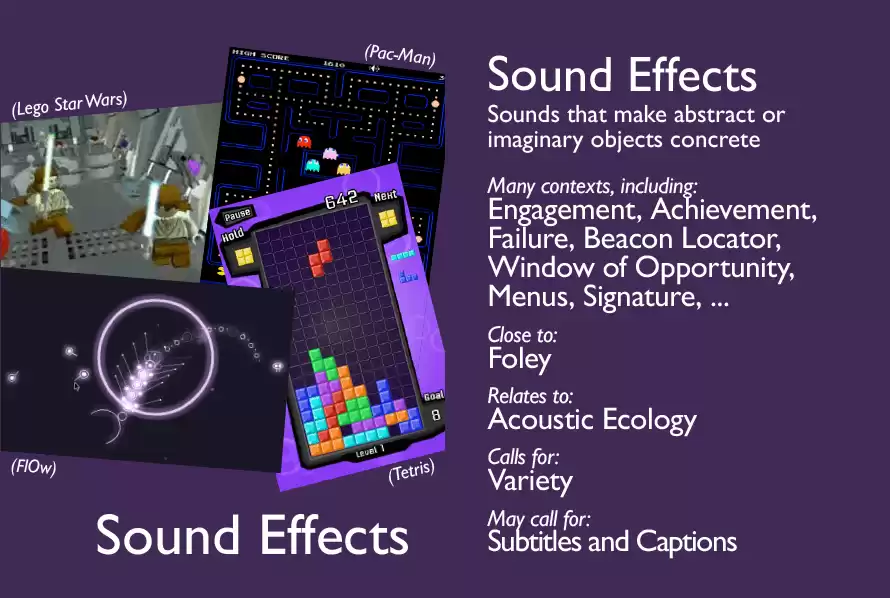 (Lego Star Wars)
(Pac-Man)
HIGH SCORE
1810
Pause
642
Next
Hold
Goal
8
Level 1
(FlOw)
(Tetris)
Sound Effects
Sound Effects
Sounds that make abstract or
imaginary objects concrete
Many contexts, including:
Engagement, Achievement,
Failure, Beacon Locator,
Window of Opportunity,
Menus, Signature, ...
Close to:
Foley
Relates to:
Acoustic Ecology
Calls for:
Variety
May call for:
Subtitles and Captions